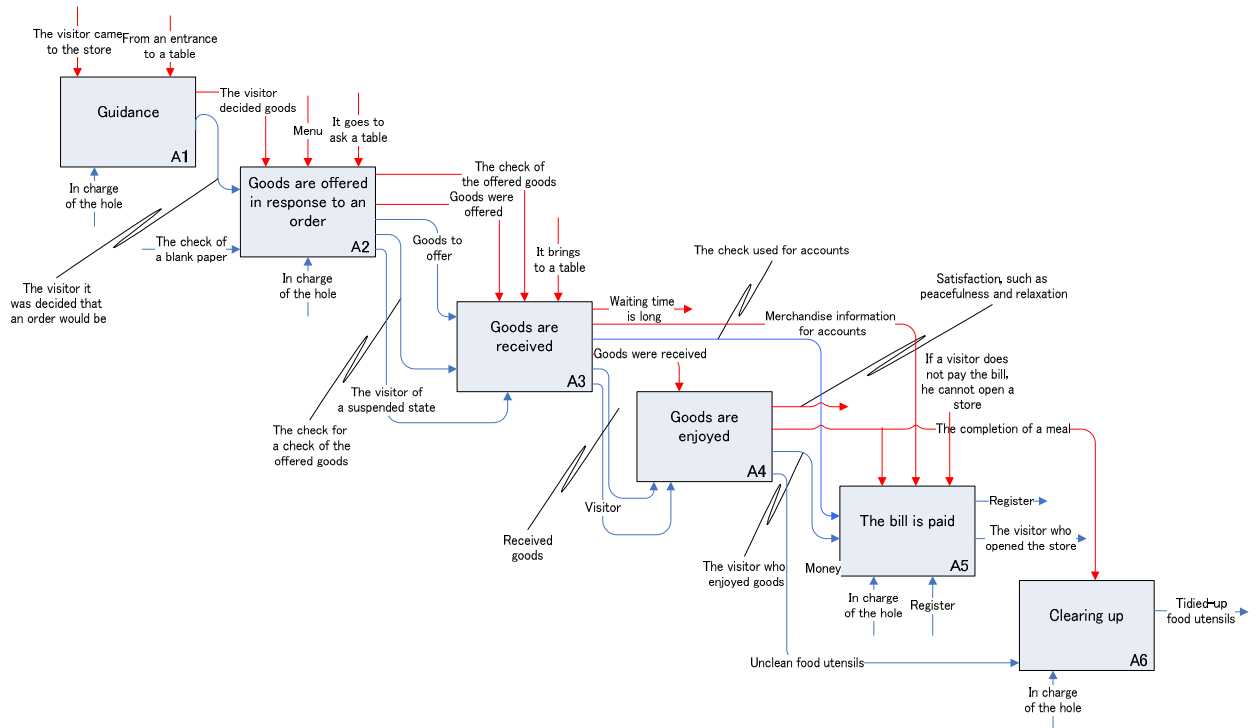 The visitor came
to the store
From an entrance
to a table
Guidance
A1
In charge
of the hole
The visitor
decided goods
Menu
It goes to
ask a table
Goods are offered
in response to an
order
A2
The check of
a blank paper
In charge
of the hole
The visitor it
was decided that
an order would be
The check of
the offered goods
Goods were
offered
Goods to
offer
It brings
to a table
Goods are
received
A3
The visitor of
a suspended state
The check for
a check of the
offered goods
Waiting time
is long
The check used for accounts
Merchandise information
for accounts
Satisfaction, such as
peacefulness and relaxation
Goods were received
If a visitor does
not pay the bill,
he cannot open a
store
Goods are
enjoyed
A4
The completion of a meal
Visitor
Received
goods
The visitor who
enjoyed goods
Money
The bill is paid
A5
Register
The visitor who
opened the store
In charge
of the hole
Register
Clearing up
A6
Tidied-up
food utensils
Unclean food utensils
In charge
of the hole